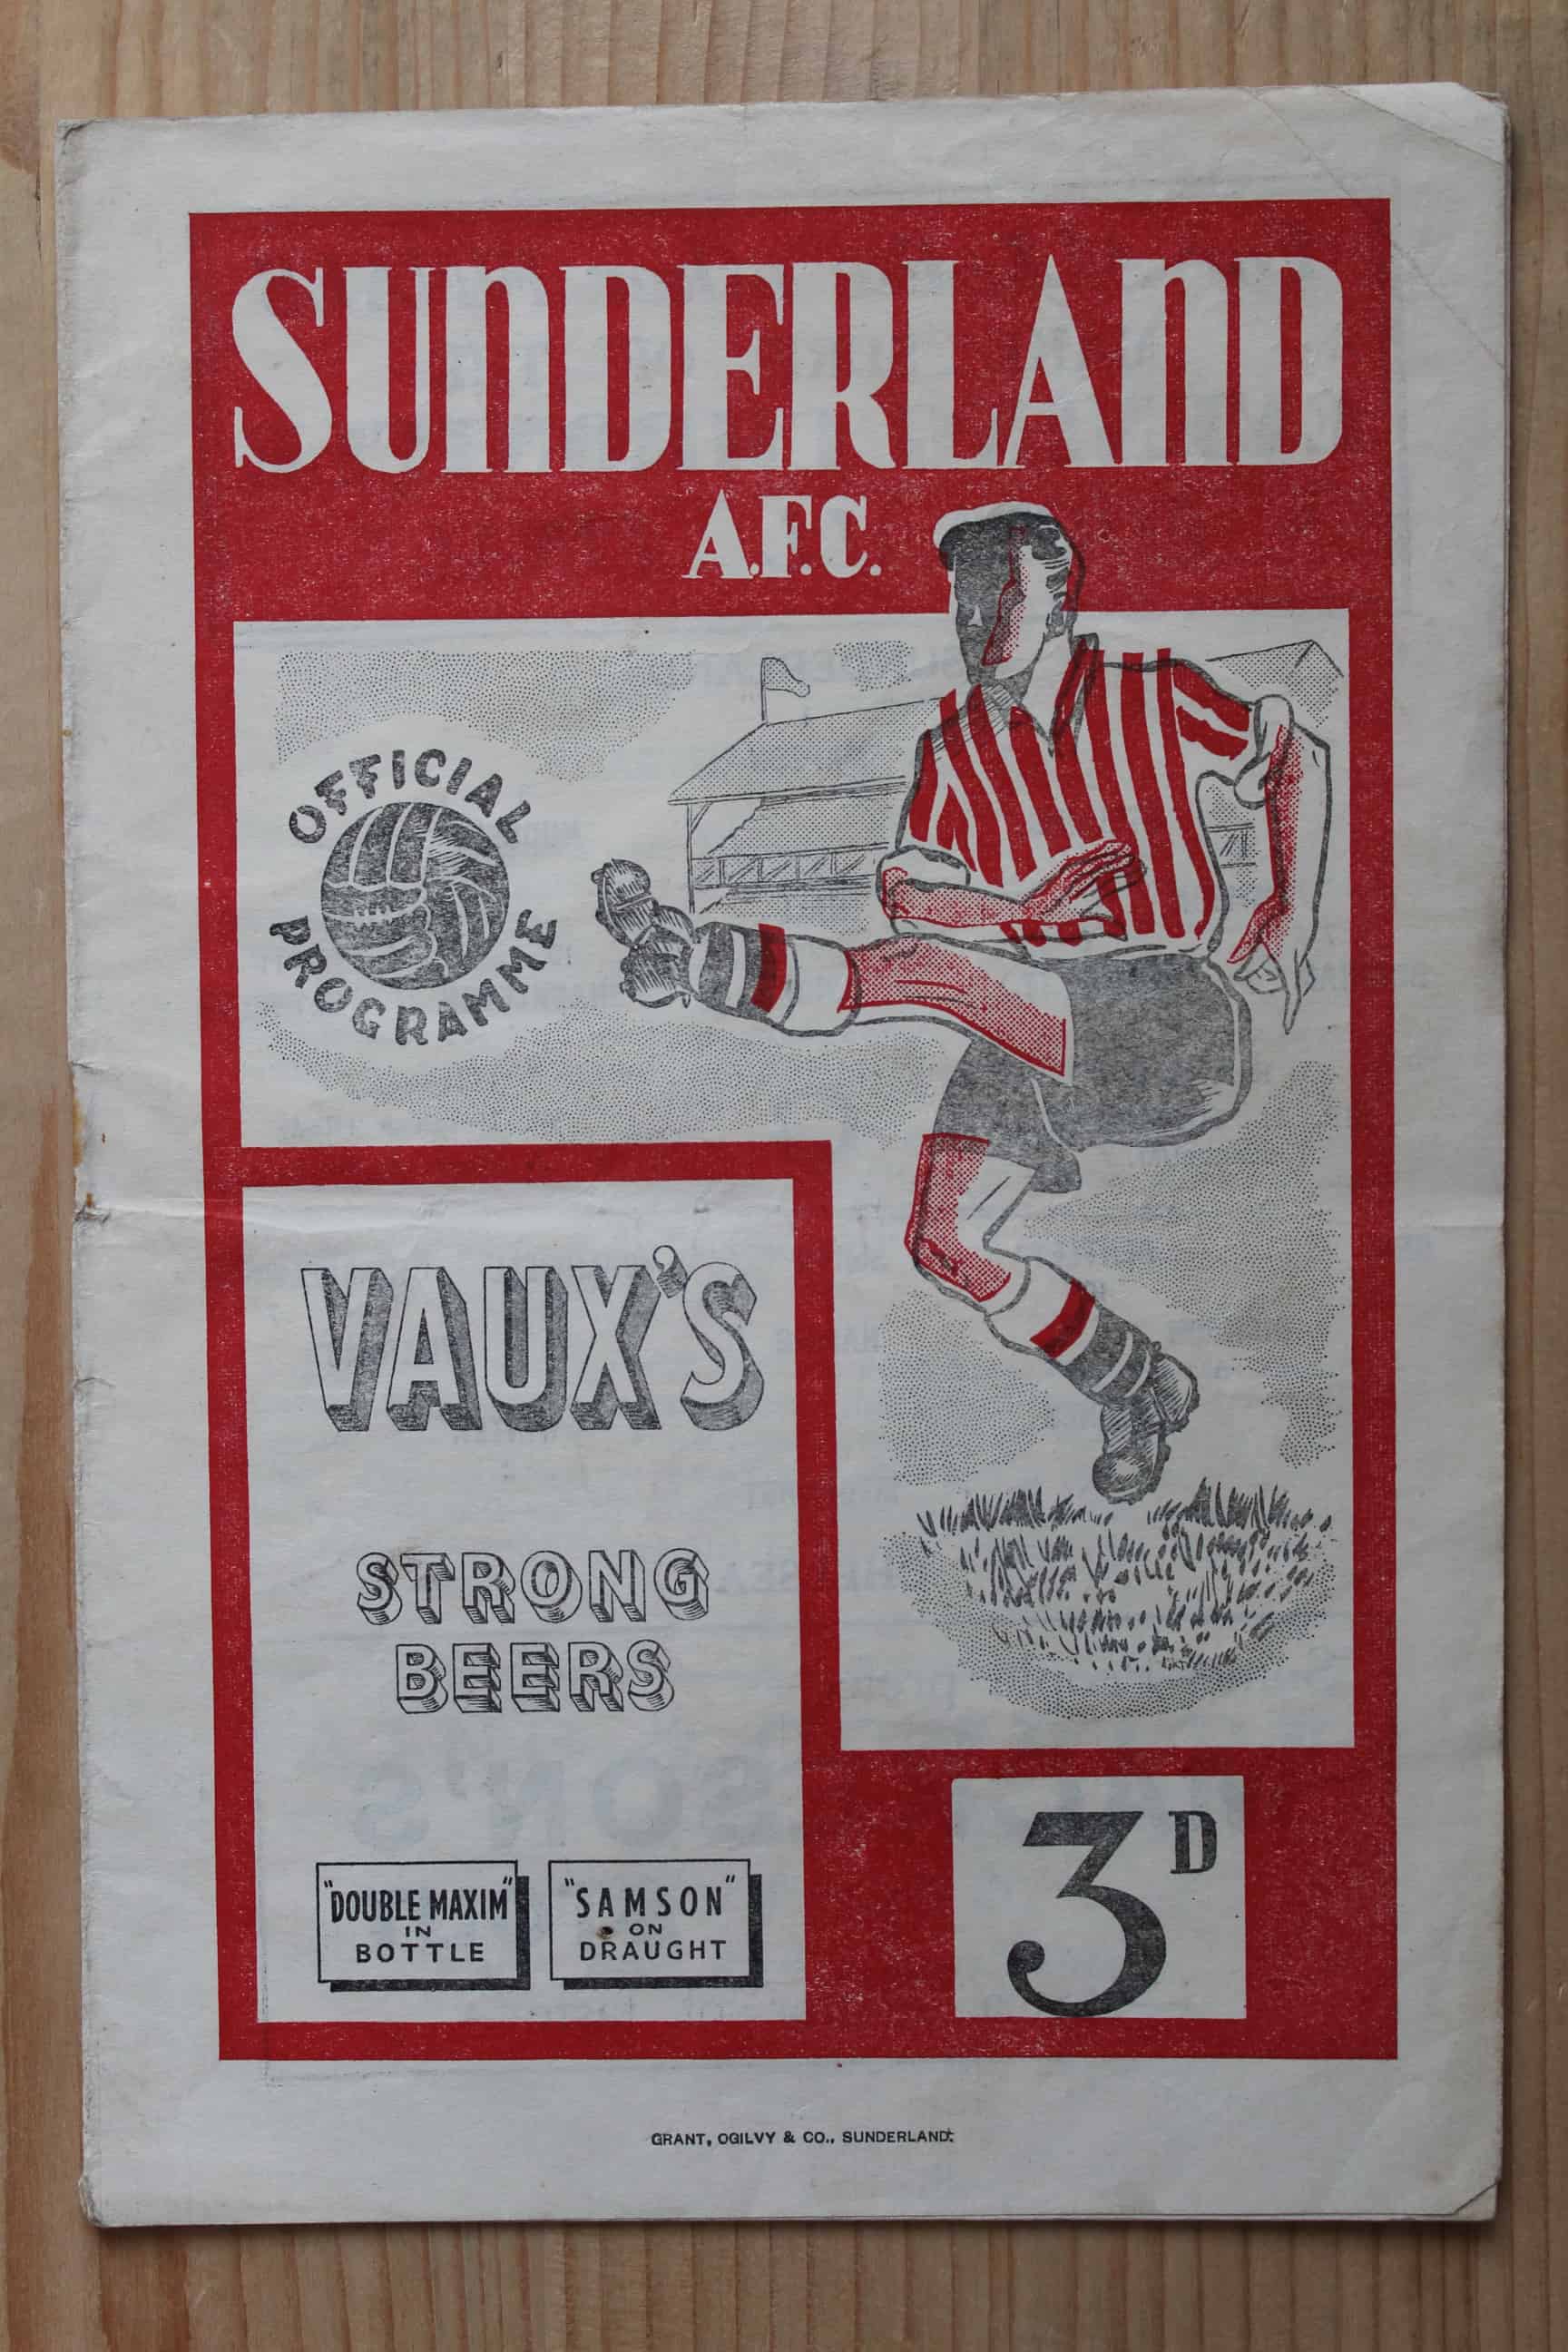 SUNDERLAND
A.F.C.
OFFICIAL
PROGRAMME
VAUX'S
STRONG
BEERS
"DOUBLE MAXIM"
IN
BOTTLE
"SAMSON"
ON
DRAUGHT
3D
GRANT, OGILVY & CO., SUNDERLAND.